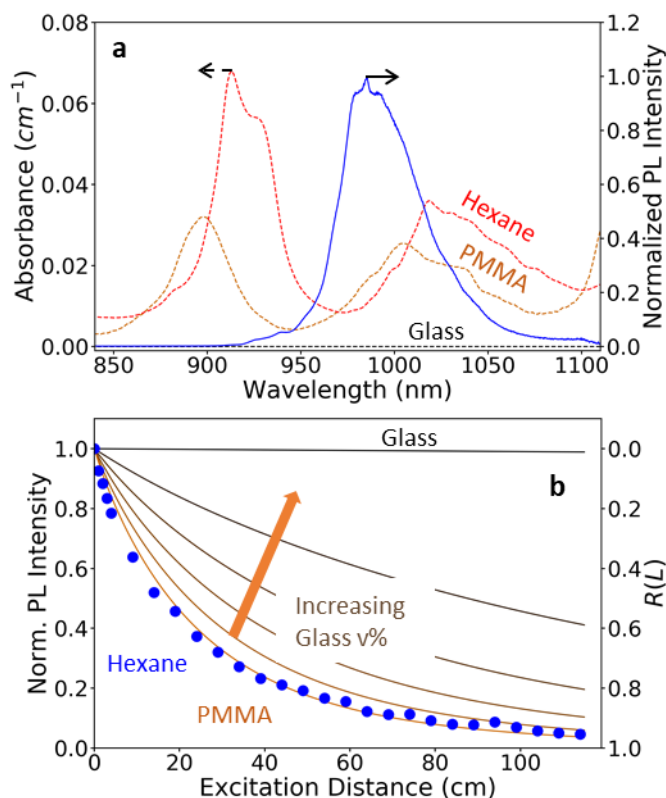 a
0.08
0.06
0.04
0.02
0.00
Absorbance (cm⁻¹)
1.2
1.0
0.8
0.6
0.4
0.2
0.0
Normalized PL Intensity
Hexane
PMMA
Glass
850 900 950 1000 1050 1100
Wavelength (nm)
b
Glass
1.0
0.8
0.6
0.4
0.2
0.0
Norm. PL Intensity
0.0
0.2
0.4
0.6
0.8
1.0
R(L)
Increasing
Glass v%
Hexane
PMMA
0 20 40 60 80 100
Excitation Distance (cm)